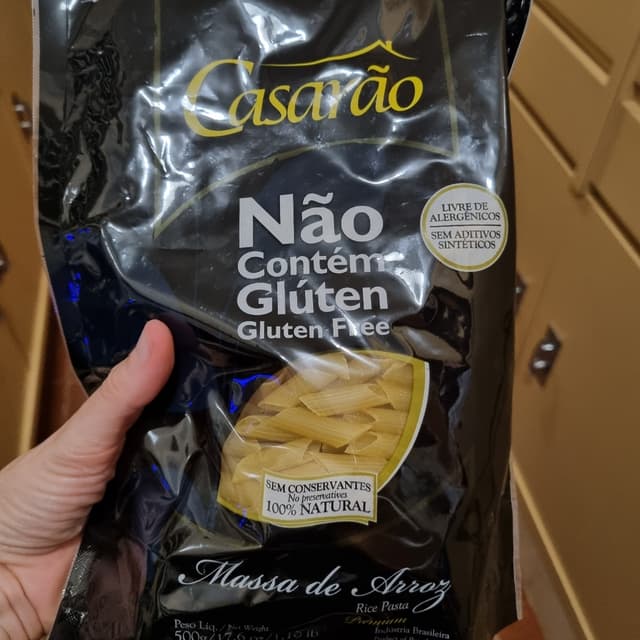 Casarão
Não
Contém
Glúten
Gluten Free
LIVRE DE
ALERGÊNICOS
SEM ADITIVOS
SINTÉTICOS
SEM CONSERVANTES
No preservatives
100% NATURAL
Massa de Arroz
Rice Pasta
Premium
Peso Líq. / Net Weight
500g
Indústria Brasileira